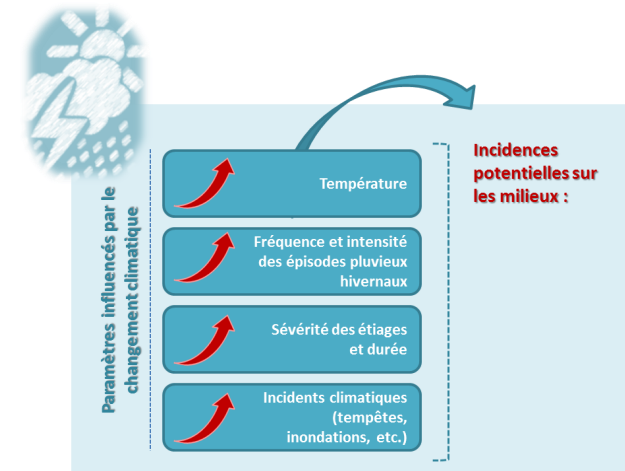 Paramètres influencés par le
changement climatique
Température
Fréquence et intensité
des épisodes pluvieux
hivernaux
Sévérité des étiages
et durée
Incidents climatiques
(tempêtes,
inondations, etc.)
Incidences
potentielles sur
les milieux :